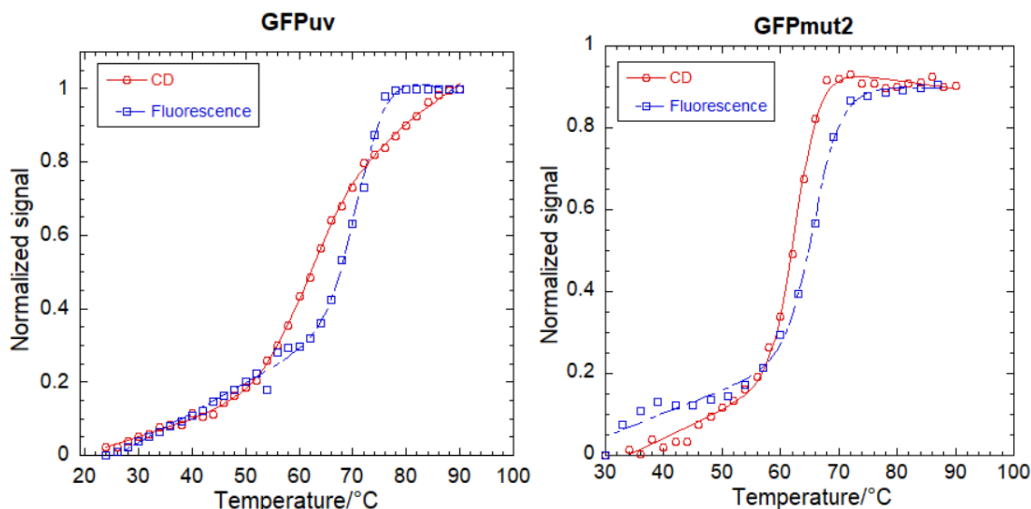 GFPuv
CD
Fluorescence
Normalized signal
1
0.8
0.6
0.4
0.2
0
20 30 40 50 60 70 80 90 100
Temperature/°C
GFPmut2
CD
Fluorescence
Normalized signal
1
0.8
0.6
0.4
0.2
0
30 40 50 60 70 80 90 100
Temperature/°C